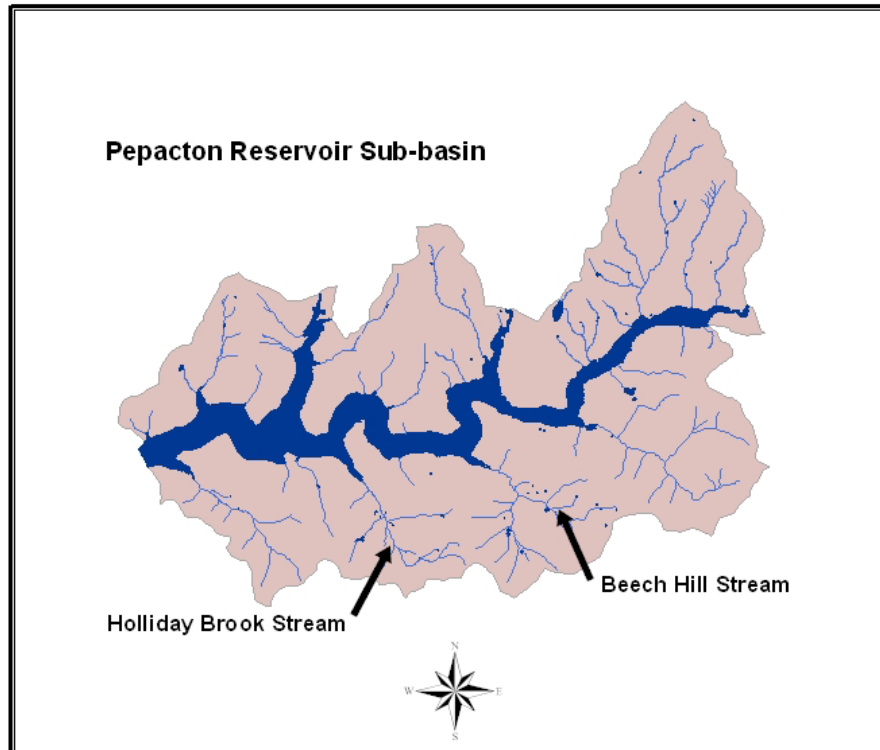 Pepacton Reservoir Sub-basin
Beech Hill Stream
Holliday Brook Stream
N
W E
S